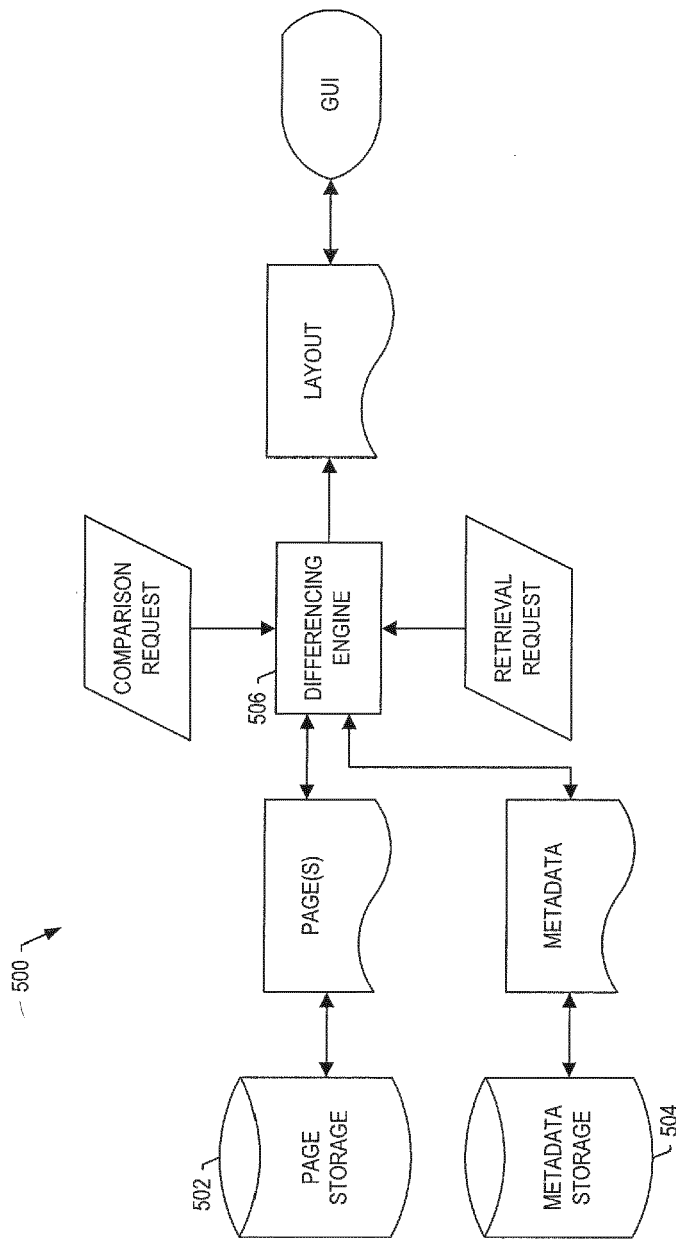 500
502
PAGE
STORAGE
PAGE(S)
506
DIFFERENCING
ENGINE
COMPARISON
REQUEST
LAYOUT
GUI
METADATA
STORAGE
504
METADATA
RETRIEVAL
REQUEST